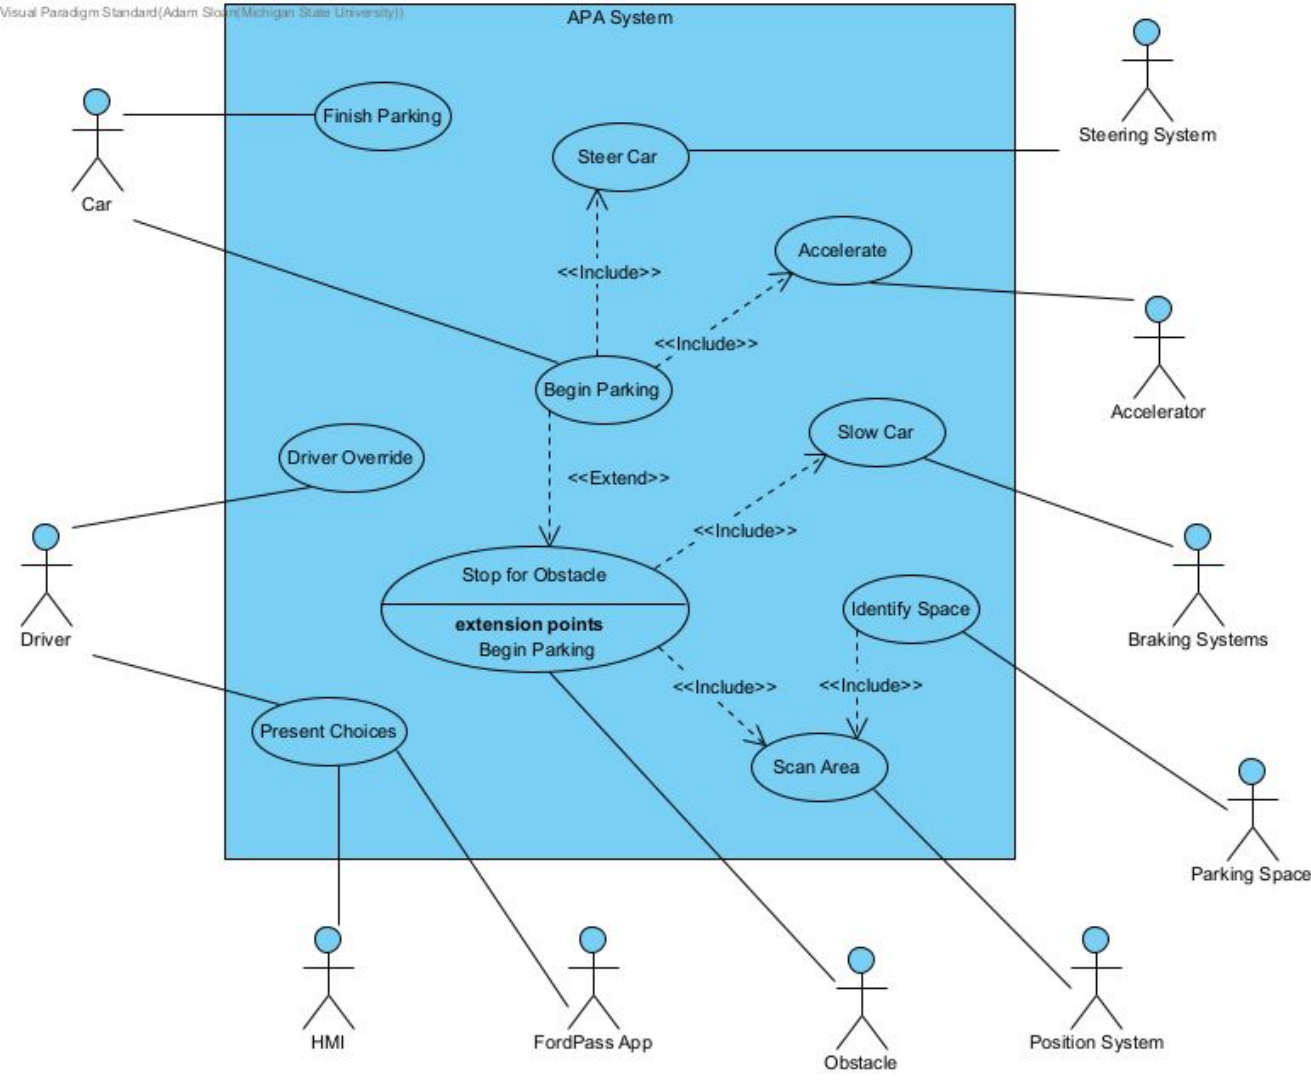 Visual Paradigm Standard(Adam Sloan(Michigan State University))
APA System
Steering System
Finish Parking
Steer Car
Car
Accelerate
<<Include>>
<<Include>>
Begin Parking
Accelerator
Slow Car
Driver Override
<<Extend>>
<<Include>>
Stop for Obstacle
extension points
Begin Parking
Identify Space
Driver
Braking Systems
<<Include>>
<<Include>>
Present Choices
Scan Area
Parking Space
HMI
FordPass App
Obstacle
Position System